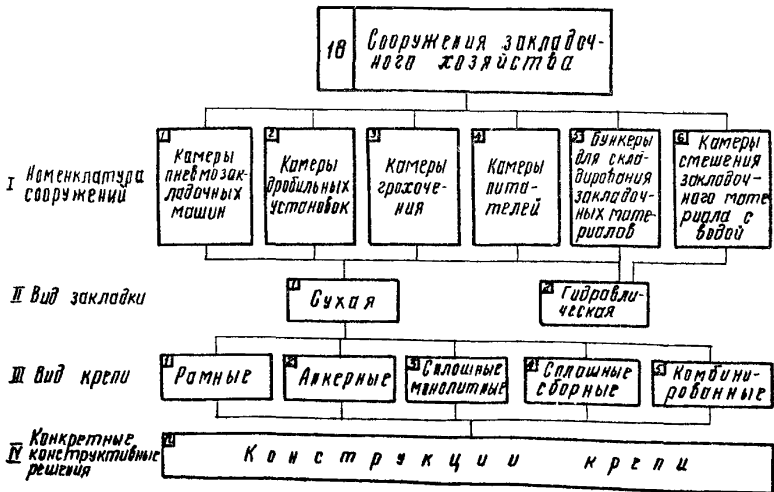 18
Сооружения закладоч-
ного хозяйства
I Номенклатура
сооружений
1
Камеры
пневмозак-
ладочных
машин
2
Камеры
дробильных
установок
3
Камеры
грохоче-
ния
4
Камеры
пита-
телей
5 Бункеры
для скла-
дирования
закладоч-
ных мате-
риалов
6 Камеры
смешения
закладоч-
ного мате
риала с
водой
II Вид закладки
1
Сухая
2 Гидравли-
ческая
III Вид крепи
1
Рамные
2
Анкерные
3 Сплошные
монолитные
4 Сплошные
сборные
5 Комбини-
рованные
IV Конкретные
конструктивные
решения
n
Конструкции крепи